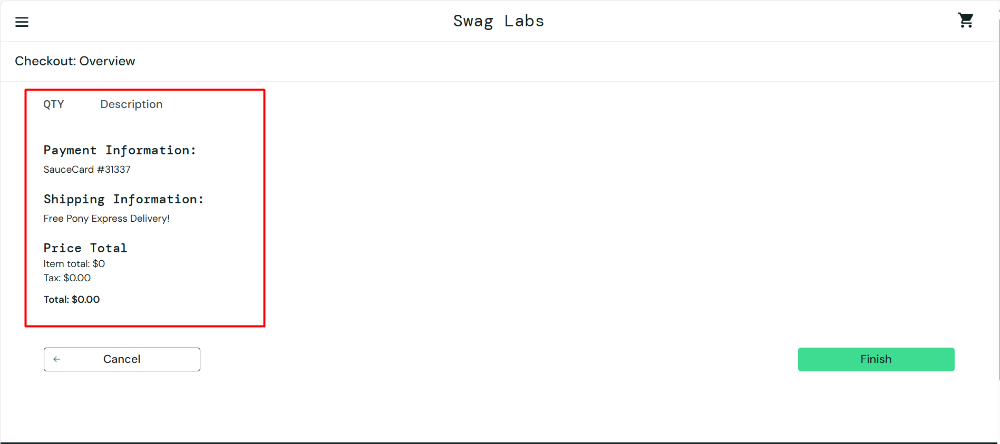 Swag Labs
Checkout: Overview
QTY Description
Payment Information:
SauceCard #31337
Shipping Information:
Free Pony Express Delivery!
Price Total
Item total: $0
Tax: $0.00
Total: $0.00
Cancel Finish